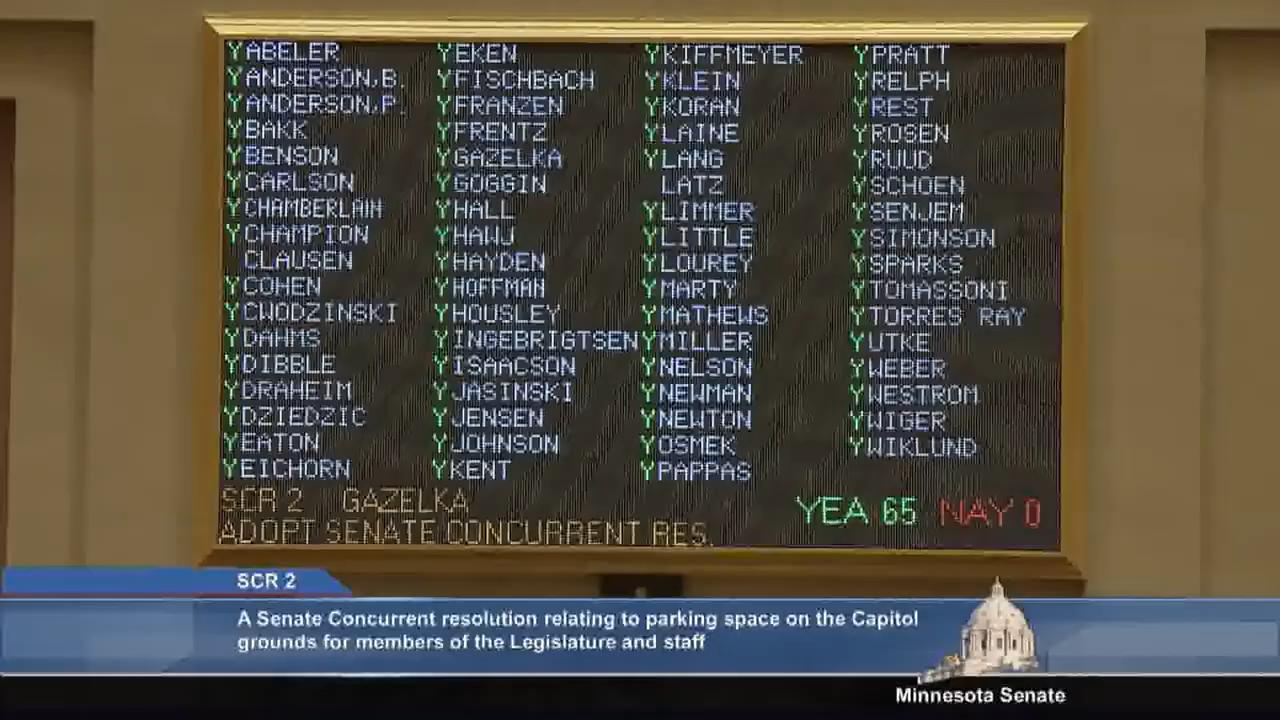 YABELER YEKEN YKIFFMEYER YPRATT
YANDERSON,B. YFISCHBACH YKLEIN YRELPH
YANDERSON,P. YFRANZEN YKORAN YREST
YBAKK YFRENTZ YLAINE YROSEN
YBENSON YGAZELKA YLANG YRUUD
YCARLSON YGOGGIN LATZ YSCHOEN
YCHAMBERLAIN YHALL YLIMMER YSENJEM
YCHAMPION YHAWJ YLITTLE YSIMONSON
CLAUSEN YHAYDEN YLOUREY YSPARKS
YCOHEN YHOFFMAN YMARTY YTOMASSONI
YCWODZINSKI YHOUSLEY YMATHEWS YTORRES RAY
YDAHMS YINGEBRIGTSEN YMILLER YUTKE
YDIBBLE YISAACSON YNELSON YWEBER
YDRAHEIM YJASINSKI YNEWMAN YWESTROM
YDZIEDZIC YJENSEN YNEWTON YWIGER
YEATON YJOHNSON YOSMEK YWIKLUND
YEICHORN YKENT YPAPPAS
SCR 2 GAZELKA YEA 65 NAY 0
ADOPT SENATE CONCURRENT RES.
SCR 2
A Senate Concurrent resolution relating to parking space on the Capitol
grounds for members of the Legislature and staff
Minnesota Senate